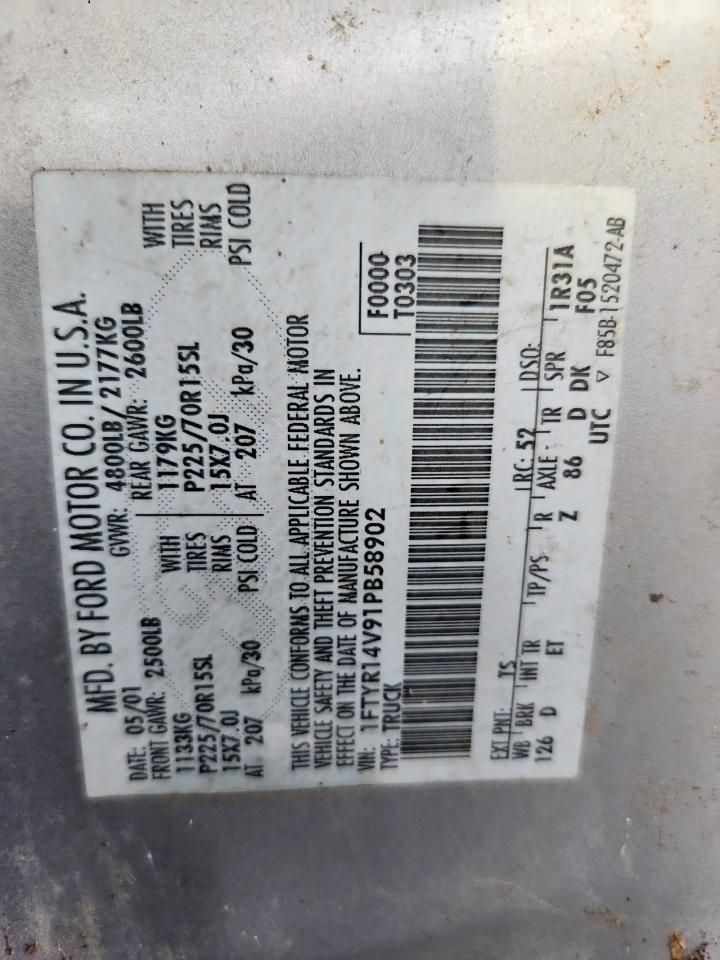 MFD. BY FORD MOTOR CO. IN U.S.A.
DATE: 05/01 GVWR: 4800LB/ 2177KG
FRONT GAWR: 2500LB REAR GAWR: 2600LB
1133KG WITH 1179KG WITH
P225/70R15SL TIRES P225/70R15SL TIRES
15X7.0J RIMS 15X7.0J RIMS
AT 207 kPa/30 PSI COLD AT 207 kPa/30 PSI COLD
THIS VEHICLE CONFORMS TO ALL APPLICABLE FEDERAL MOTOR
VEHICLE SAFETY AND THEFT PREVENTION STANDARDS IN
EFFECT ON THE DATE OF MANUFACTURE SHOWN ABOVE.
VIN: 1FTYR14V91PB58902 F0000
TYPE: TRUCK T0303
EXT PNT: TS RC: 52 DSO:
WB BRK INT TR TP/PS R AXLE TR SPR 1R31A
126 D ET Z 86 D DK F05
UTC ▽ F85B-1520472-AB